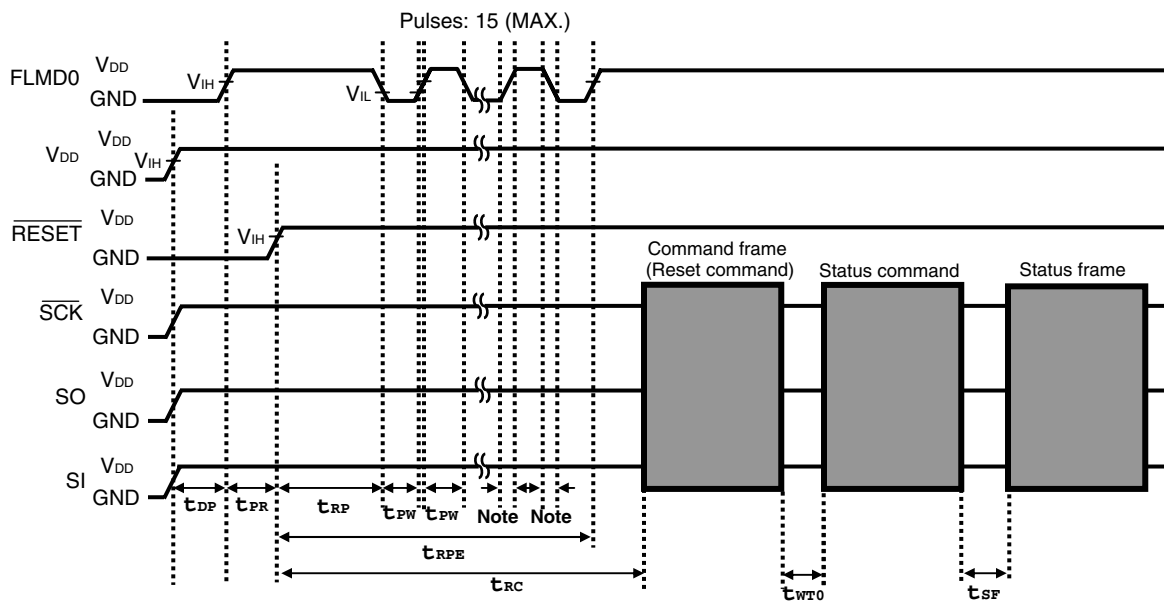 Pulses: 15 (MAX.)
FLMD0
VDD
VIH
VIL
GND
VDD
VDD
VIH
GND
RESET
VDD
VIH
GND
Command frame
(Reset command)
Status command
Status frame
SCK
VDD
GND
SO
VDD
GND
SI
VDD
GND
tDP
tPR
tRP
tPW
tPW
Note
Note
tRPE
tRC
tWT0
tSF